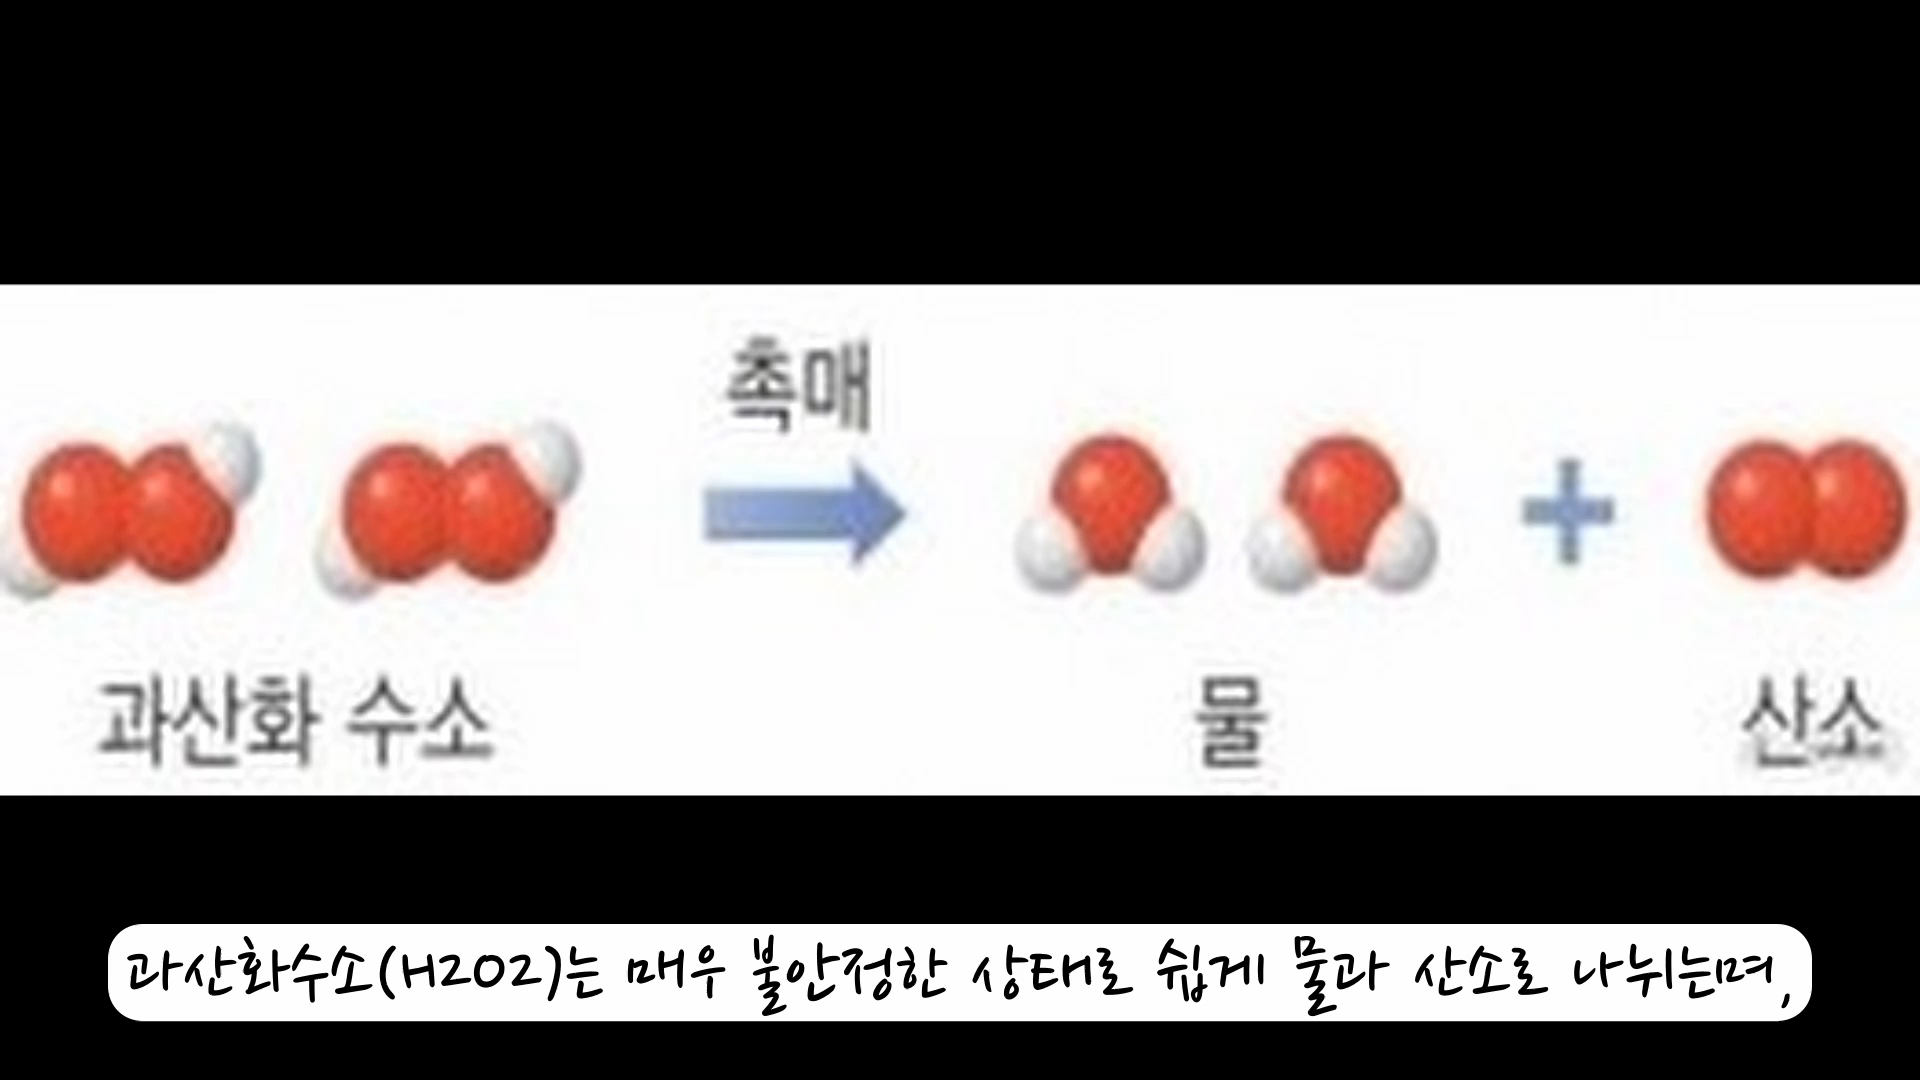 촉매
과산화 수소
물
산소
과산화수소(H2O2)는 매우 불안정한 상태로 쉽게 물과 산소로 나뉘는며,